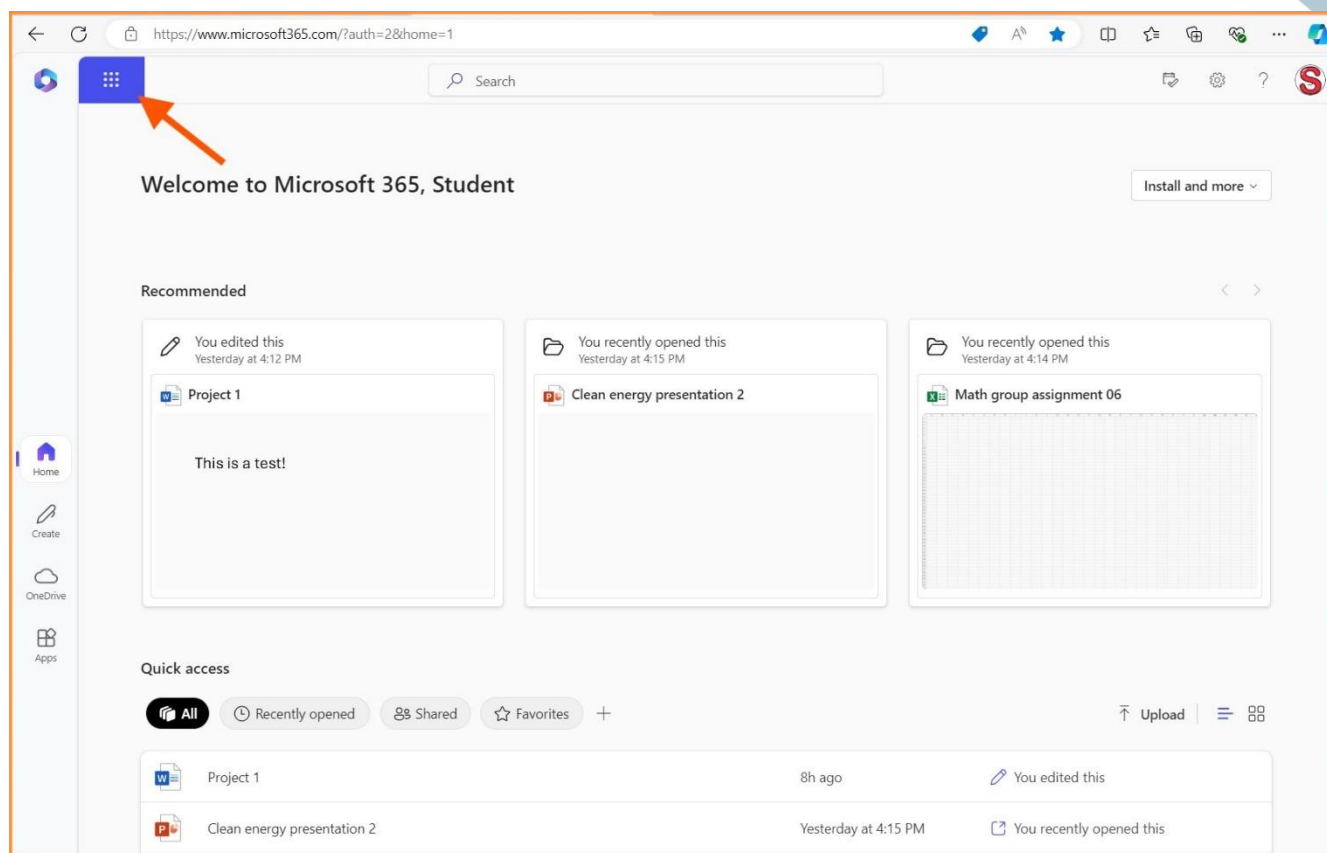 https://www.microsoft365.com/?auth=2&home=1
Search
S
Welcome to Microsoft 365, Student
Install and more
Recommended
You edited this
Yesterday at 4:12 PM
Project 1
This is a test!
You recently opened this
Yesterday at 4:15 PM
Clean energy presentation 2
You recently opened this
Yesterday at 4:14 PM
Math group assignment 06
Home
Create
OneDrive
Apps
Quick access
All
Recently opened
Shared
Favorites
Upload
Project 1 8h ago You edited this
Clean energy presentation 2 Yesterday at 4:15 PM You recently opened this